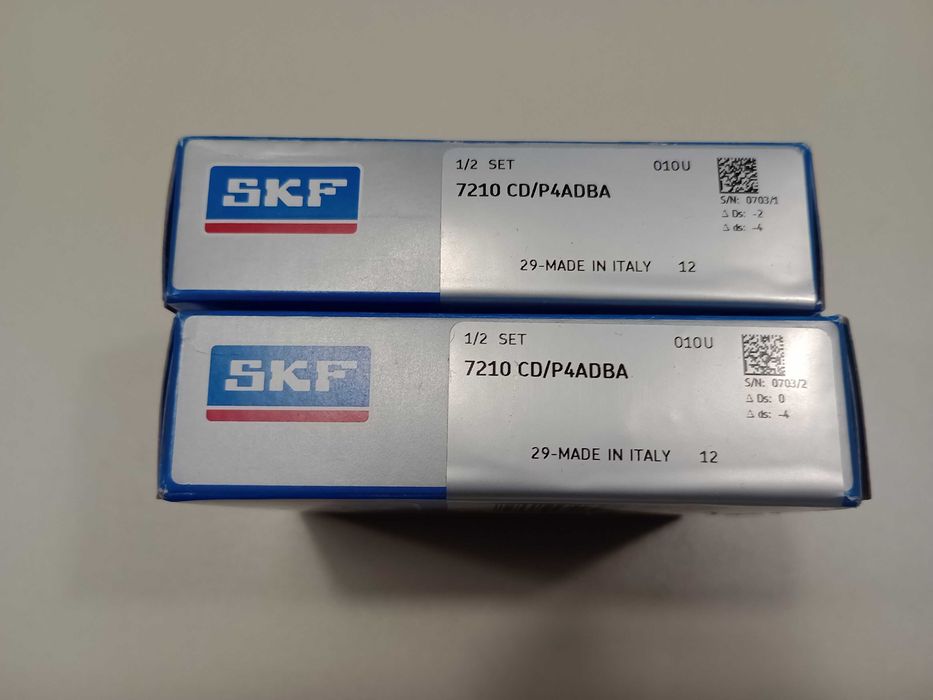 SKF
1/2 SET 010U
7210 CD/P4ADBA
S/N: 0703/1
Δ Ds: -2
Δ ds: -4
29-MADE IN ITALY 12
SKF
1/2 SET 010U
7210 CD/P4ADBA
S/N: 0703/2
Δ Ds: 0
Δ ds: -4
29-MADE IN ITALY 12